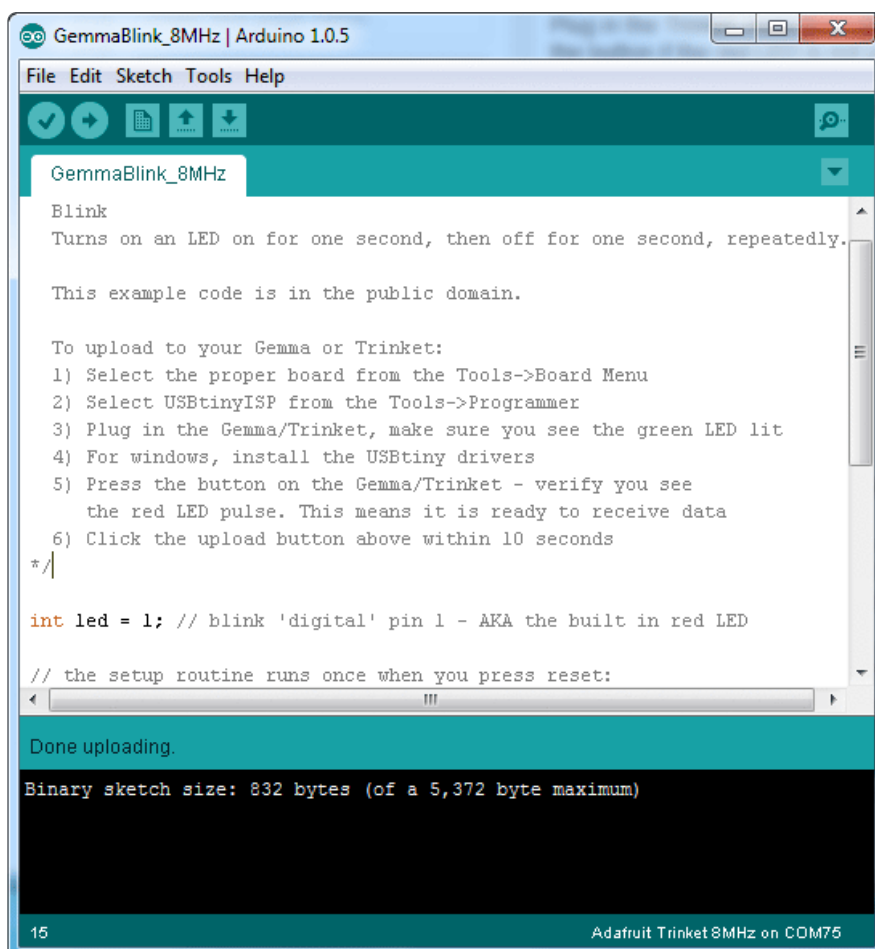 GemmaBlink_8MHz | Arduino 1.0.5
File Edit Sketch Tools Help
GemmaBlink_8MHz
Blink
Turns on an LED on for one second, then off for one second, repeatedly.
This example code is in the public domain.
To upload to your Gemma or Trinket:
1) Select the proper board from the Tools->Board Menu
2) Select USBtinyISP from the Tools->Programmer
3) Plug in the Gemma/Trinket, make sure you see the green LED lit
4) For windows, install the USBtiny drivers
5) Press the button on the Gemma/Trinket - verify you see
the red LED pulse. This means it is ready to receive data
6) Click the upload button above within 10 seconds
*/
int led = 1; // blink 'digital' pin 1 - AKA the built in red LED
// the setup routine runs once when you press reset:
Done uploading.
Binary sketch size: 832 bytes (of a 5,372 byte maximum)
15 Adafruit Trinket 8MHz on COM75